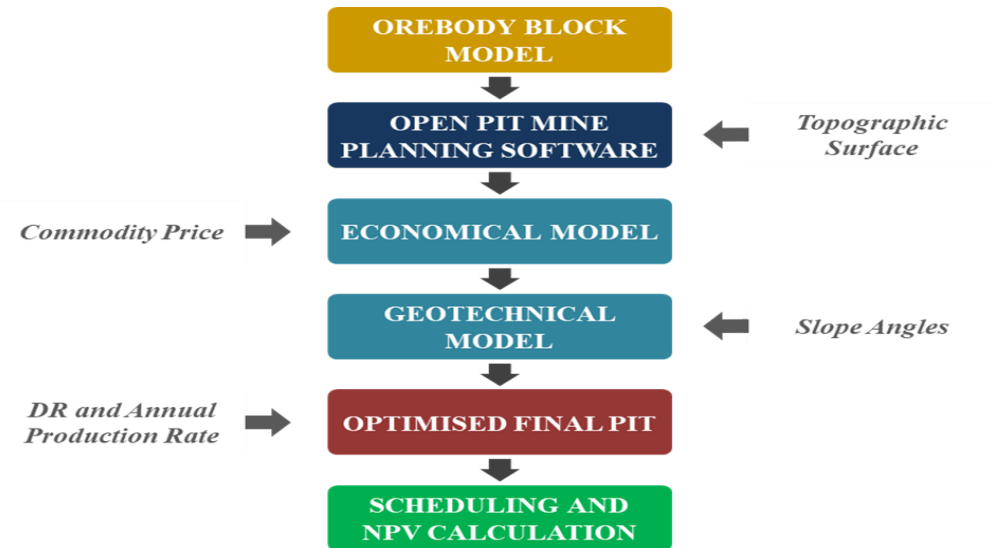 OREBODY BLOCK
MODEL
OPEN PIT MINE
PLANNING SOFTWARE
Topographic
Surface
Commodity Price
ECONOMICAL MODEL
GEOTECHNICAL
MODEL
Slope Angles
DR and Annual
Production Rate
OPTIMISED FINAL PIT
SCHEDULING AND
NPV CALCULATION